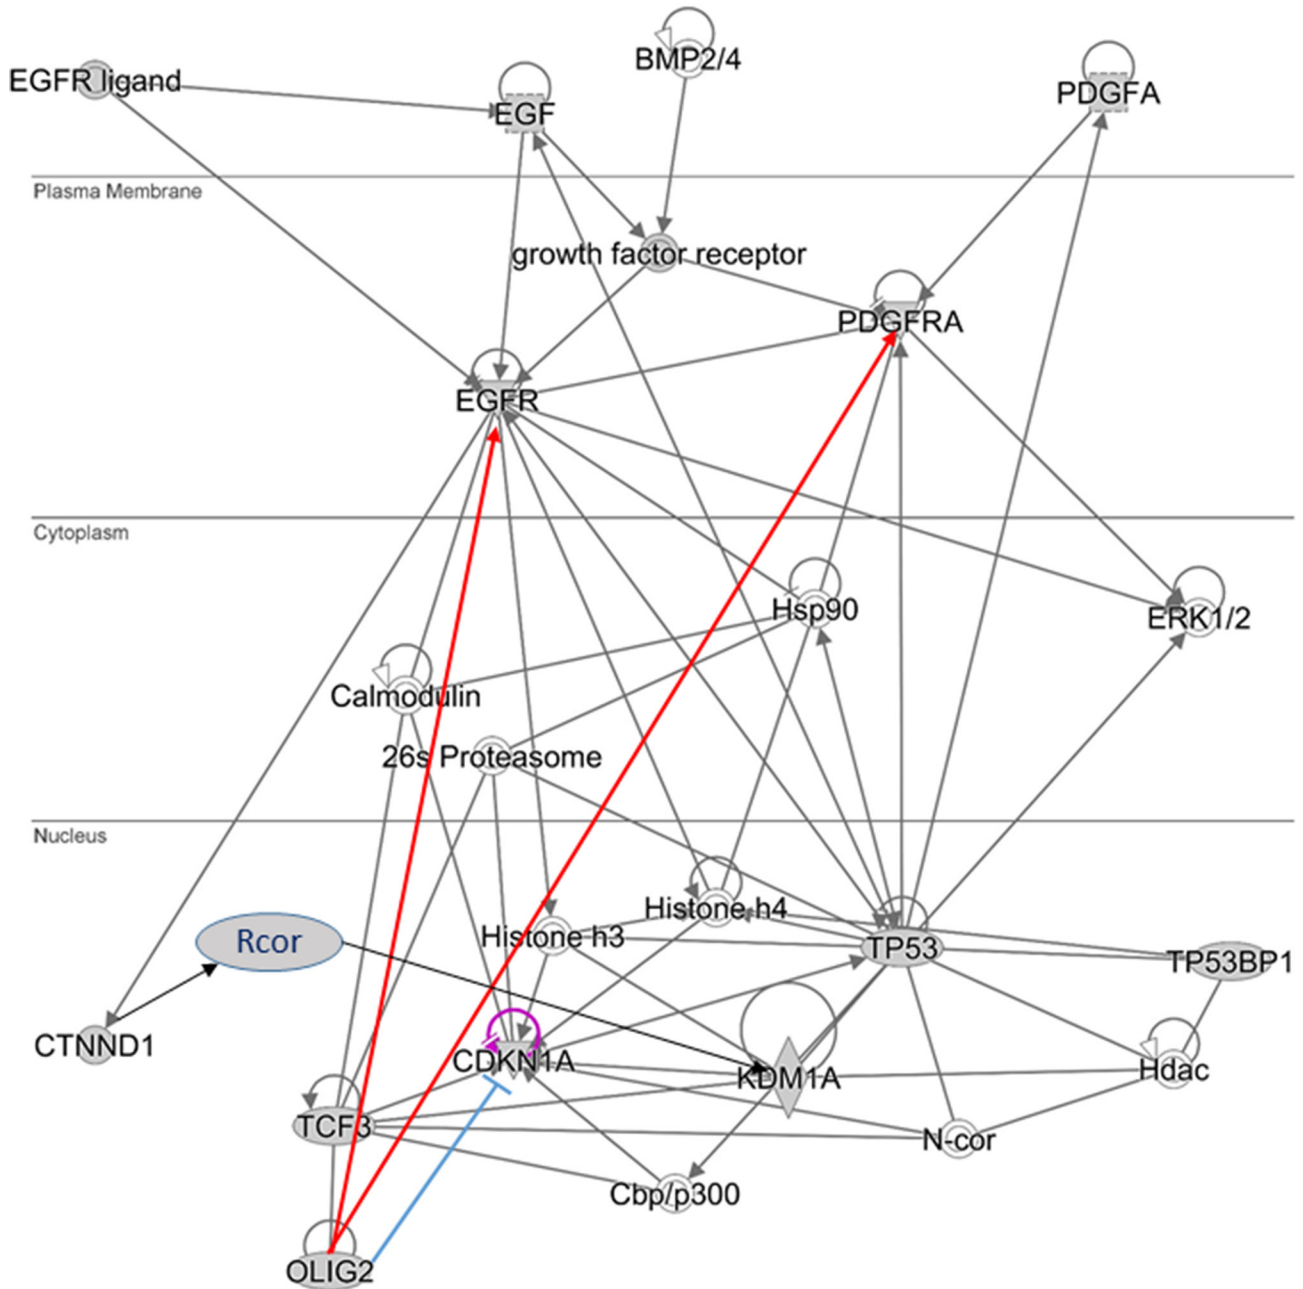 BMP2/4
EGFR ligand
EGF
PDGFA
Plasma Membrane
growth factor receptor
PDGFRA
EGFR
Cytoplasm
Hsp90
ERK1/2
Calmodulin
26s Proteasome
Nucleus
Histone h4
Histone h3
Rcor
TP53
TP53BP1
CTNND1
CDKN1A
KDM1A
Hdac
TCF3
N-cor
Cbp/p300
OLIG2